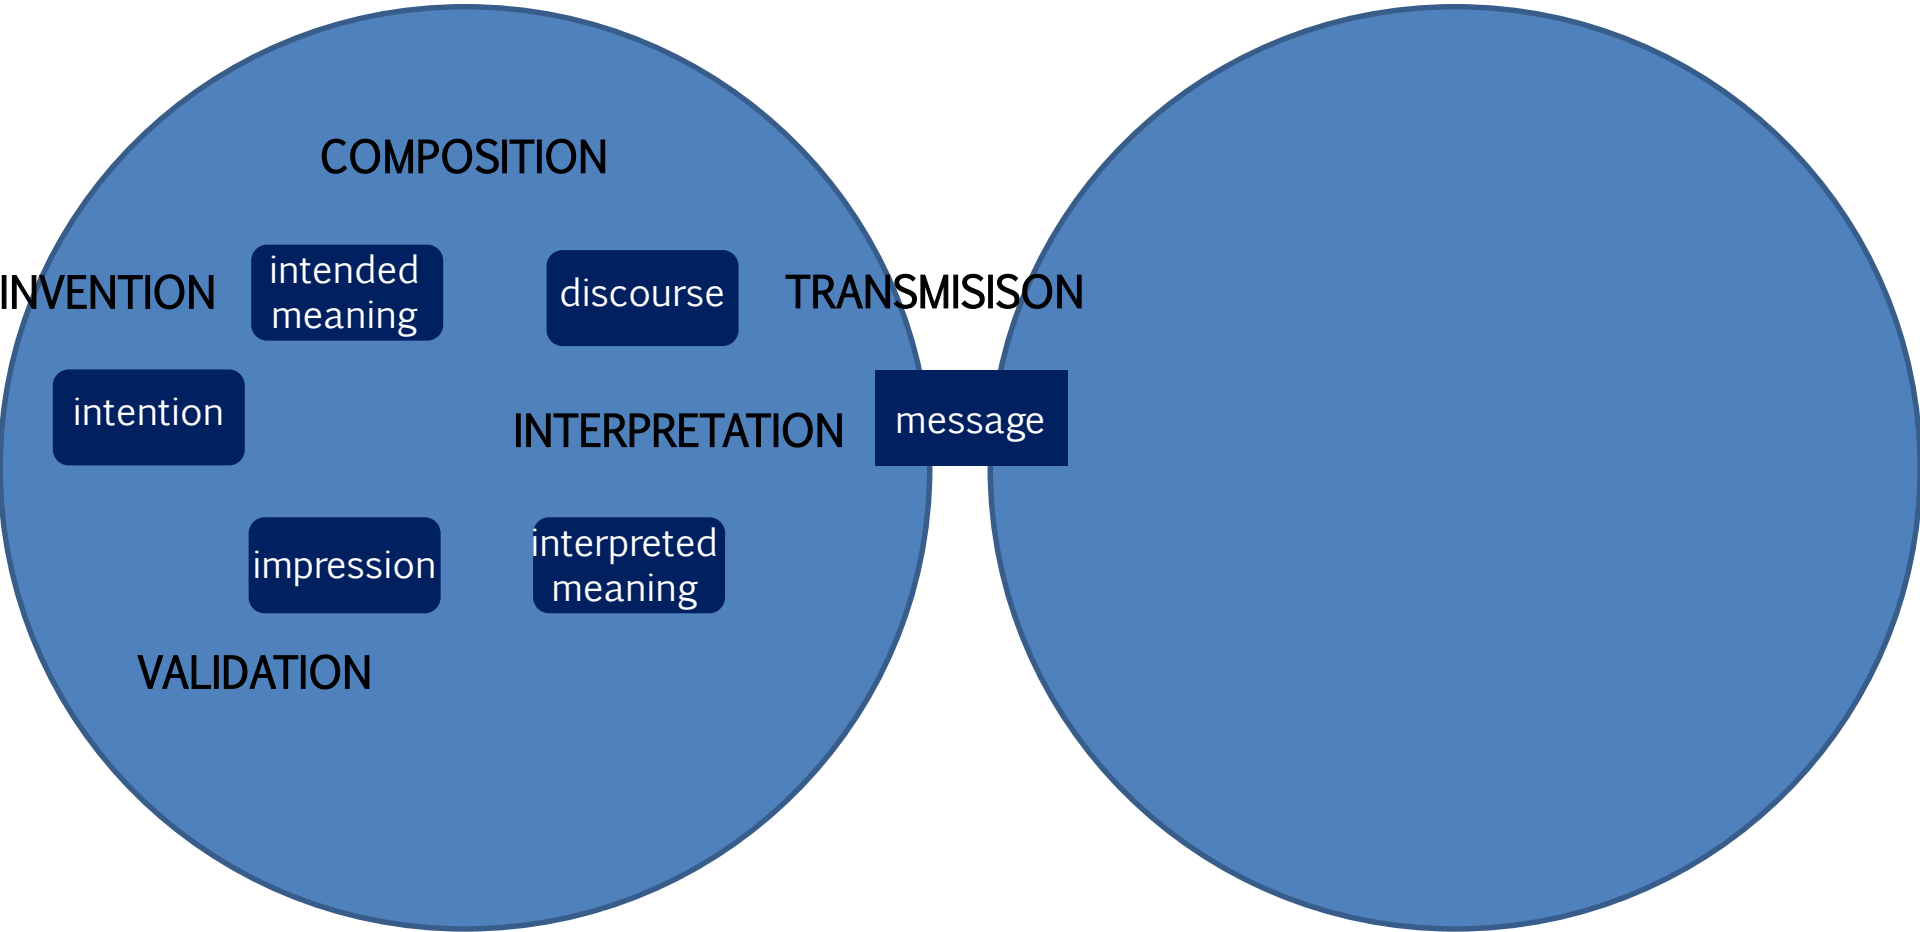 COMPOSITION
INVENTION
intended
meaning
discourse
TRANSMISISON
intention
INTERPRETATION
message
impression
interpreted
meaning
VALIDATION